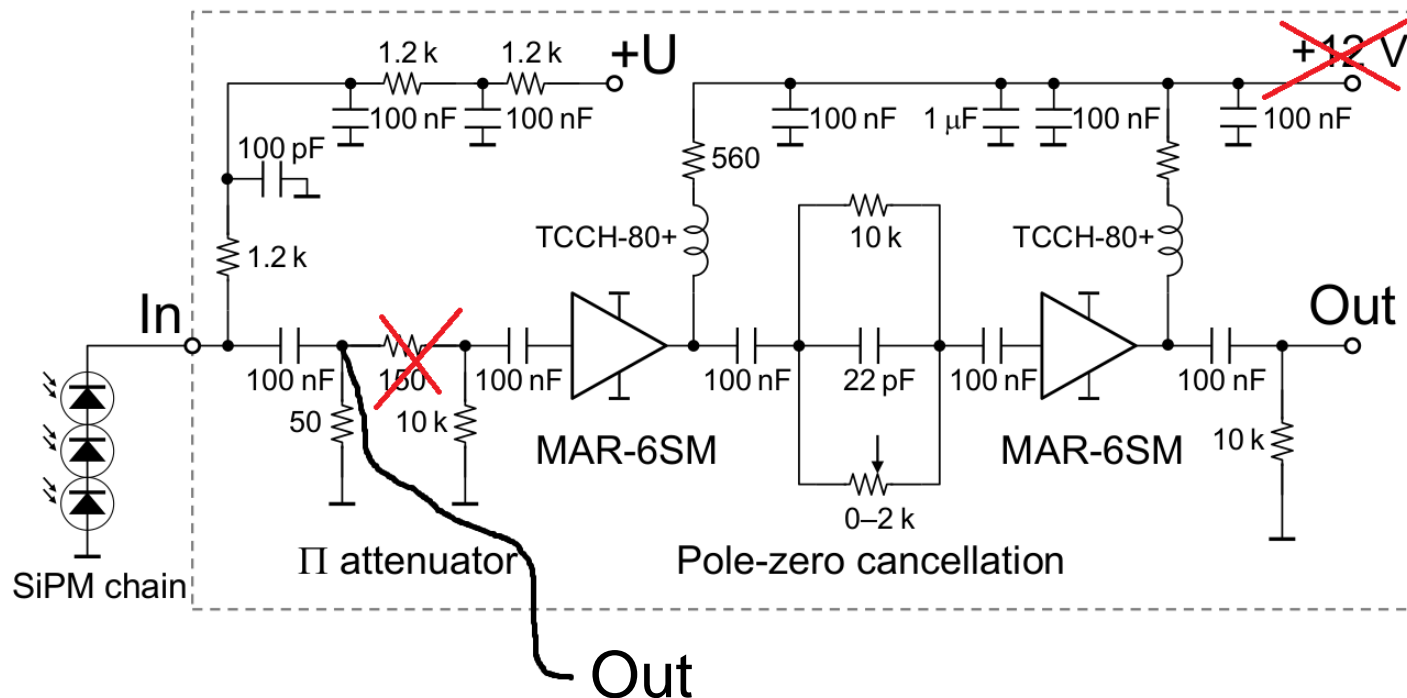 1.2 k
1.2 k
+U
+12 V
100 nF
100 nF
100 nF
1 μF
100 nF
100 nF
100 pF
560
1.2 k
TCCH-80+
10 k
TCCH-80+
In
Out
100 nF
150
100 nF
100 nF
22 pF
100 nF
100 nF
50
10 k
MAR-6SM
MAR-6SM
10 k
0–2 k
Π attenuator
Pole-zero cancellation
SiPM chain
Out